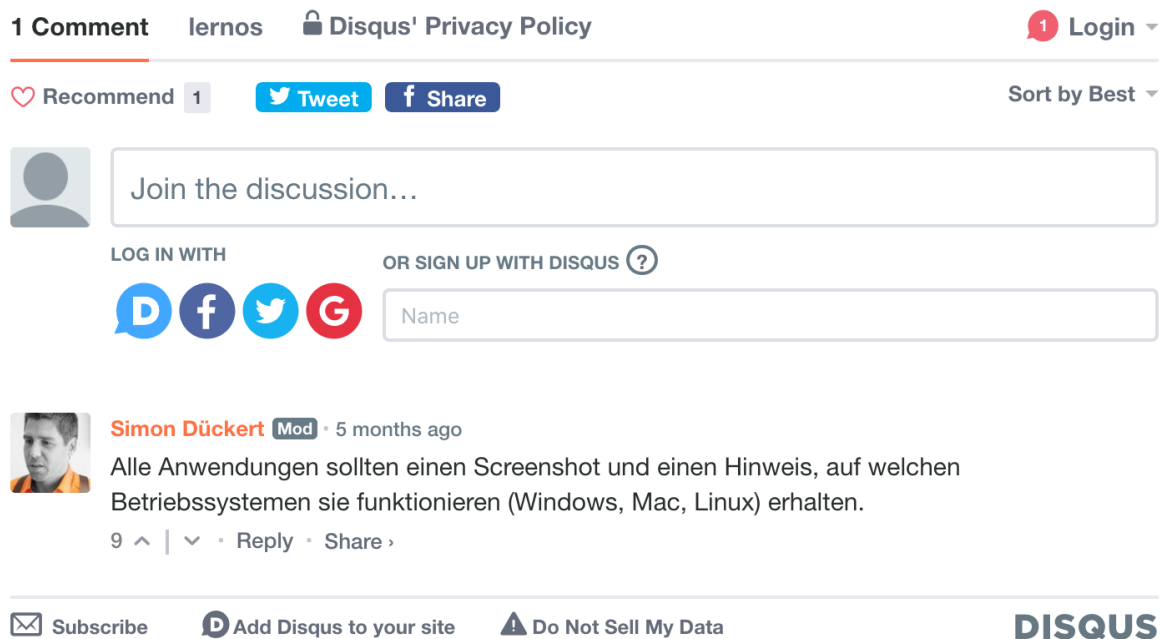 1 Comment lernos Disqus' Privacy Policy 1 Login
Recommend 1 Tweet f Share Sort by Best
Join the discussion…
LOG IN WITH
OR SIGN UP WITH DISQUS ?
D f G
Name
Simon Dückert Mod • 5 months ago
Alle Anwendungen sollten einen Screenshot und einen Hinweis, auf welchen
Betriebssystemen sie funktionieren (Windows, Mac, Linux) erhalten.
9 | • Reply • Share ›
Subscribe D Add Disqus to your site Do Not Sell My Data DISQUS